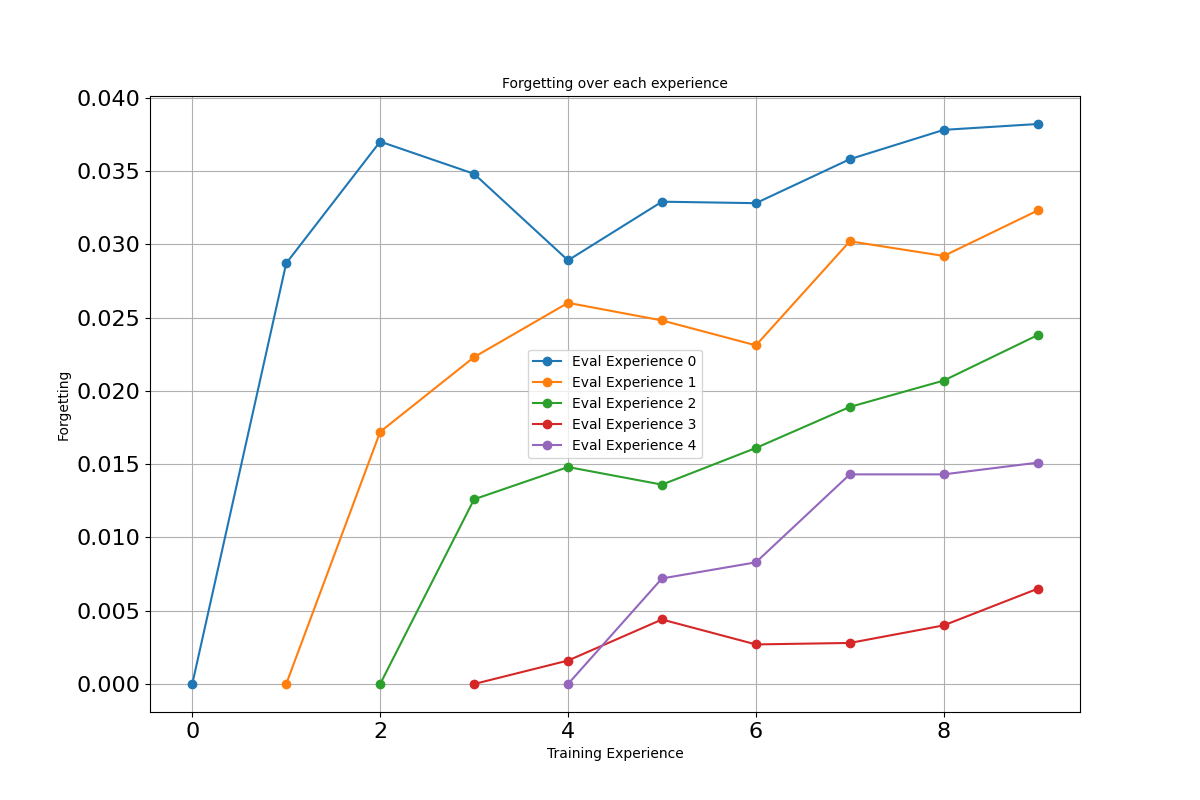 Forgetting over each experience
0.040
0.035
0.030
0.025
0.020
0.015
0.010
0.005
0.000
Forgetting
Eval Experience 0
Eval Experience 1
Eval Experience 2
Eval Experience 3
Eval Experience 4
0 2 4 6 8
Training Experience